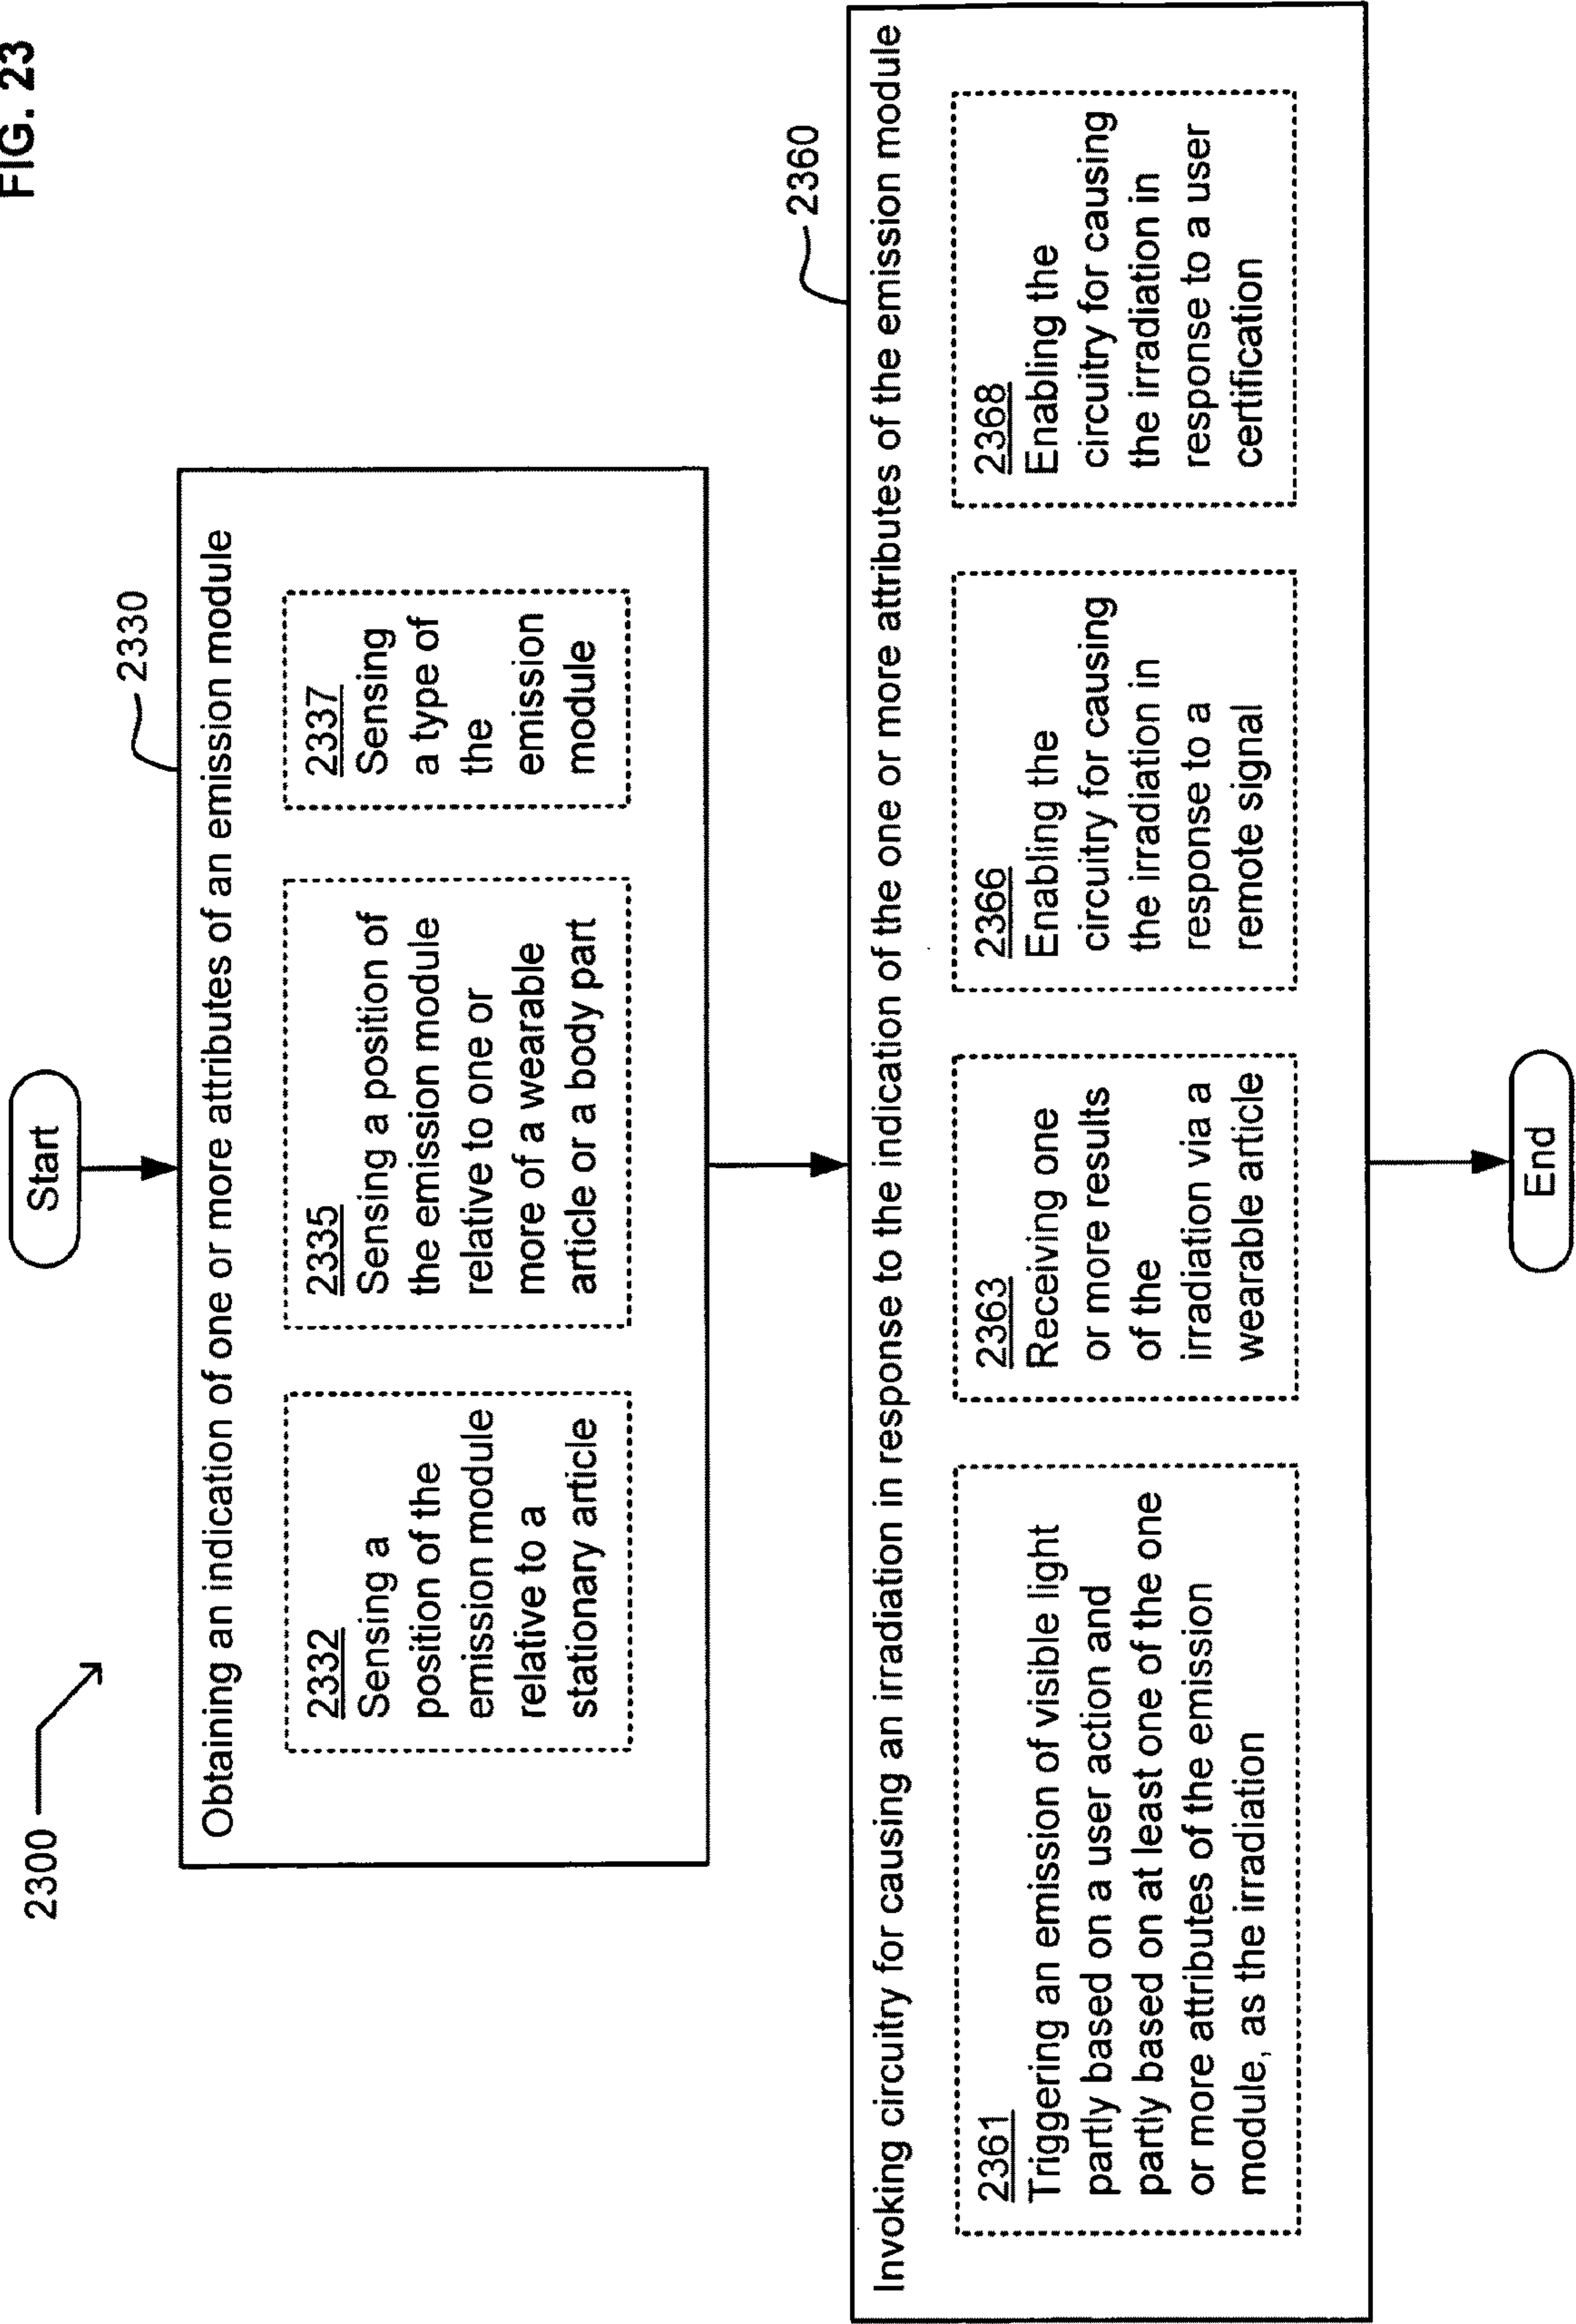 FIG. 23
2300
Start
2330
Obtaining an indication of one or more attributes of an emission module
2332
Sensing a
position of the
emission module
relative to a
stationary article
2335
Sensing a position of
the emission module
relative to one or
more of a wearable
article or a body part
2337
Sensing
a type of
the
emission
module
2360
Invoking circuitry for causing an irradiation in response to the indication of the one or more attributes of the emission module
2361
Triggering an emission of visible light
partly based on a user action and
partly based on at least one of the one
or more attributes of the emission
module, as the irradiation
2363
Receiving one
or more results
of the
irradiation via a
wearable article
2366
Enabling the
circuitry for causing
the irradiation in
response to a
remote signal
2368
Enabling the
circuitry for causing
the irradiation in
response to a user
certification
End